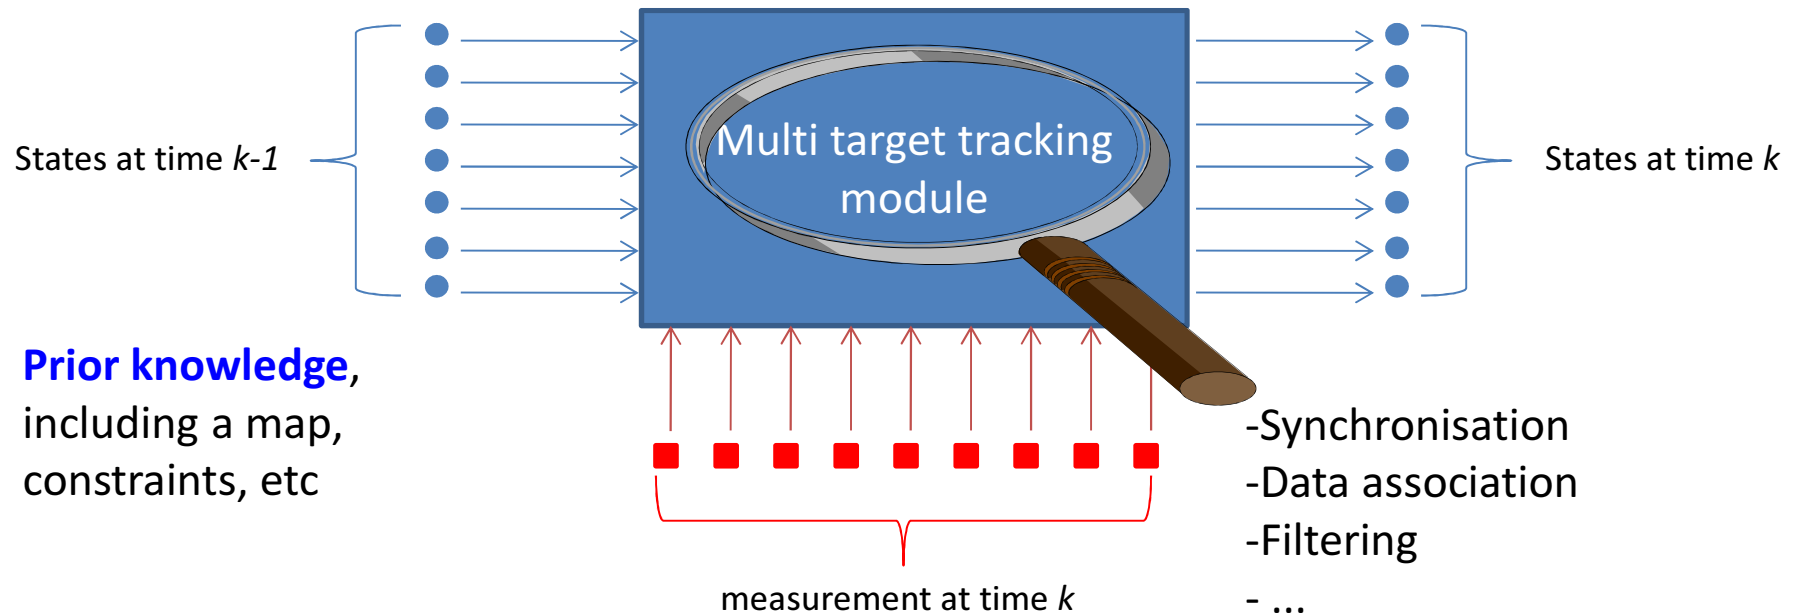 Multi target tracking
module
States at time k-1
States at time k
Prior knowledge,
including a map,
constraints, etc
-Synchronisation
-Data association
-Filtering
- ...
measurement at time k